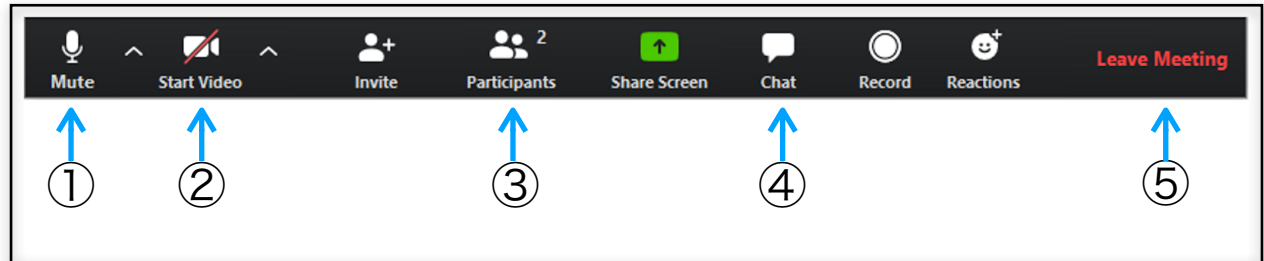 2
Mute
Start Video
Invite
Participants
Share Screen
Chat
Record
Reactions
Leave Meeting
①
②
③
④
⑤